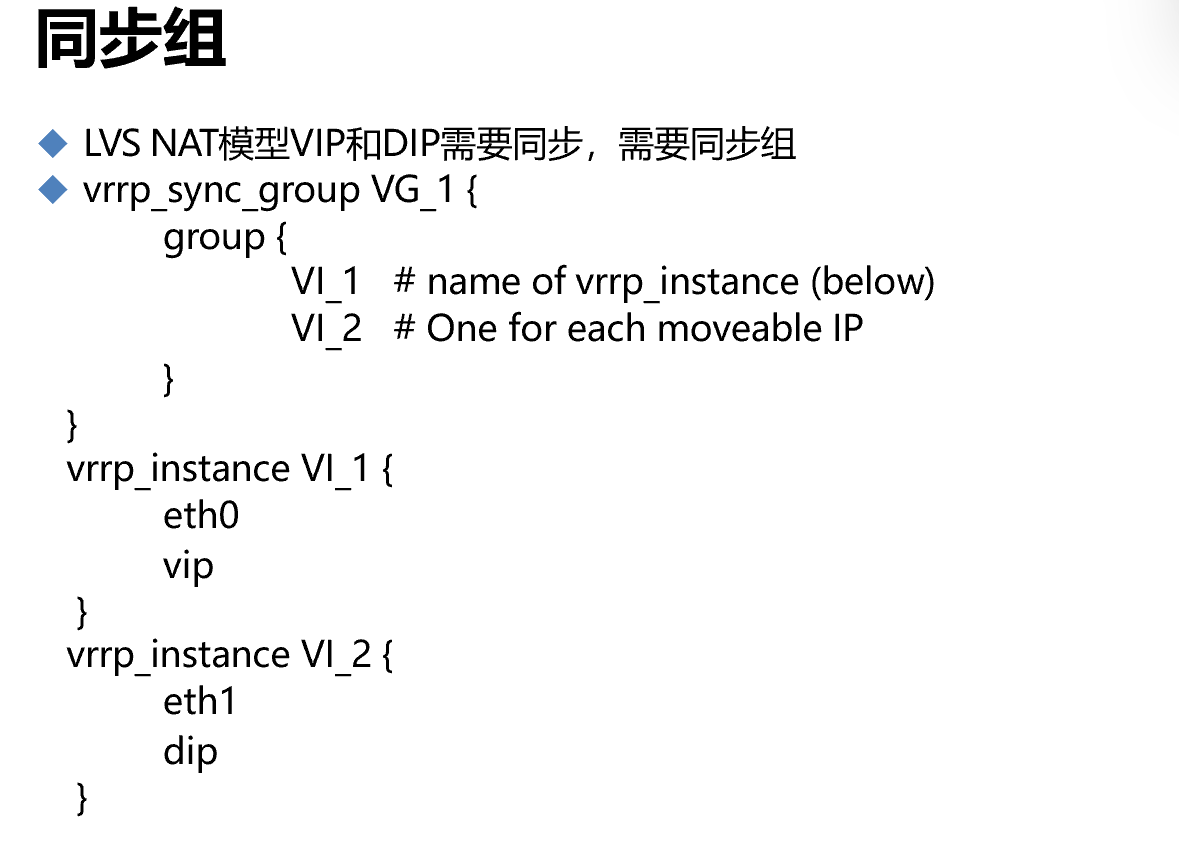 同步组
LVS NAT模型VIP和DIP需要同步，需要同步组
vrrp_sync_group VG_1 {
group {
VI_1 # name of vrrp_instance (below)
VI_2 # One for each moveable IP
}
}
vrrp_instance VI_1 {
eth0
vip
}
vrrp_instance VI_2 {
eth1
dip
}